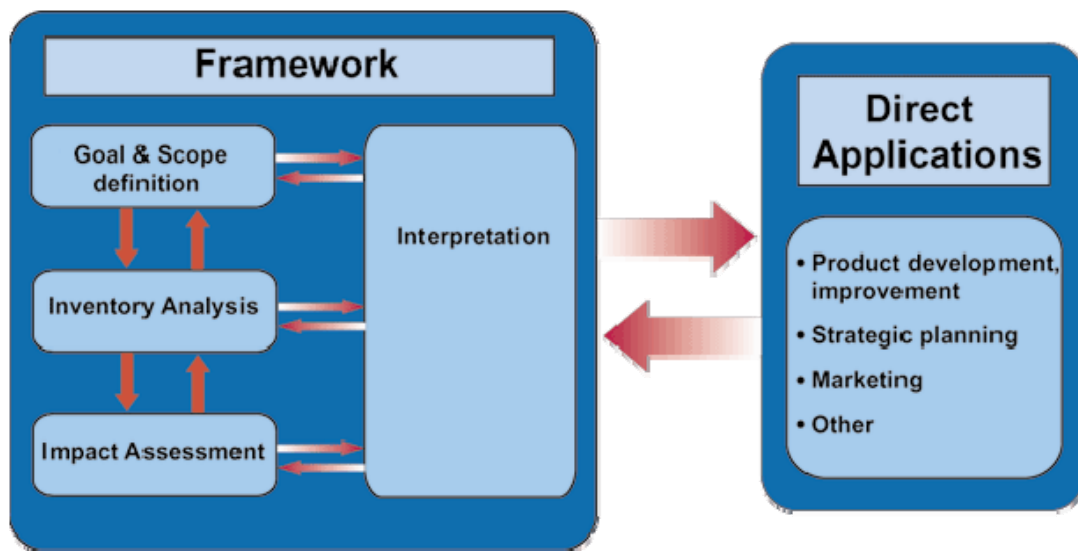 Framework
Goal & Scope
definition
Interpretation
Inventory Analysis
Impact Assessment
Direct
Applications
• Product development,
improvement
• Strategic planning
• Marketing
• Other